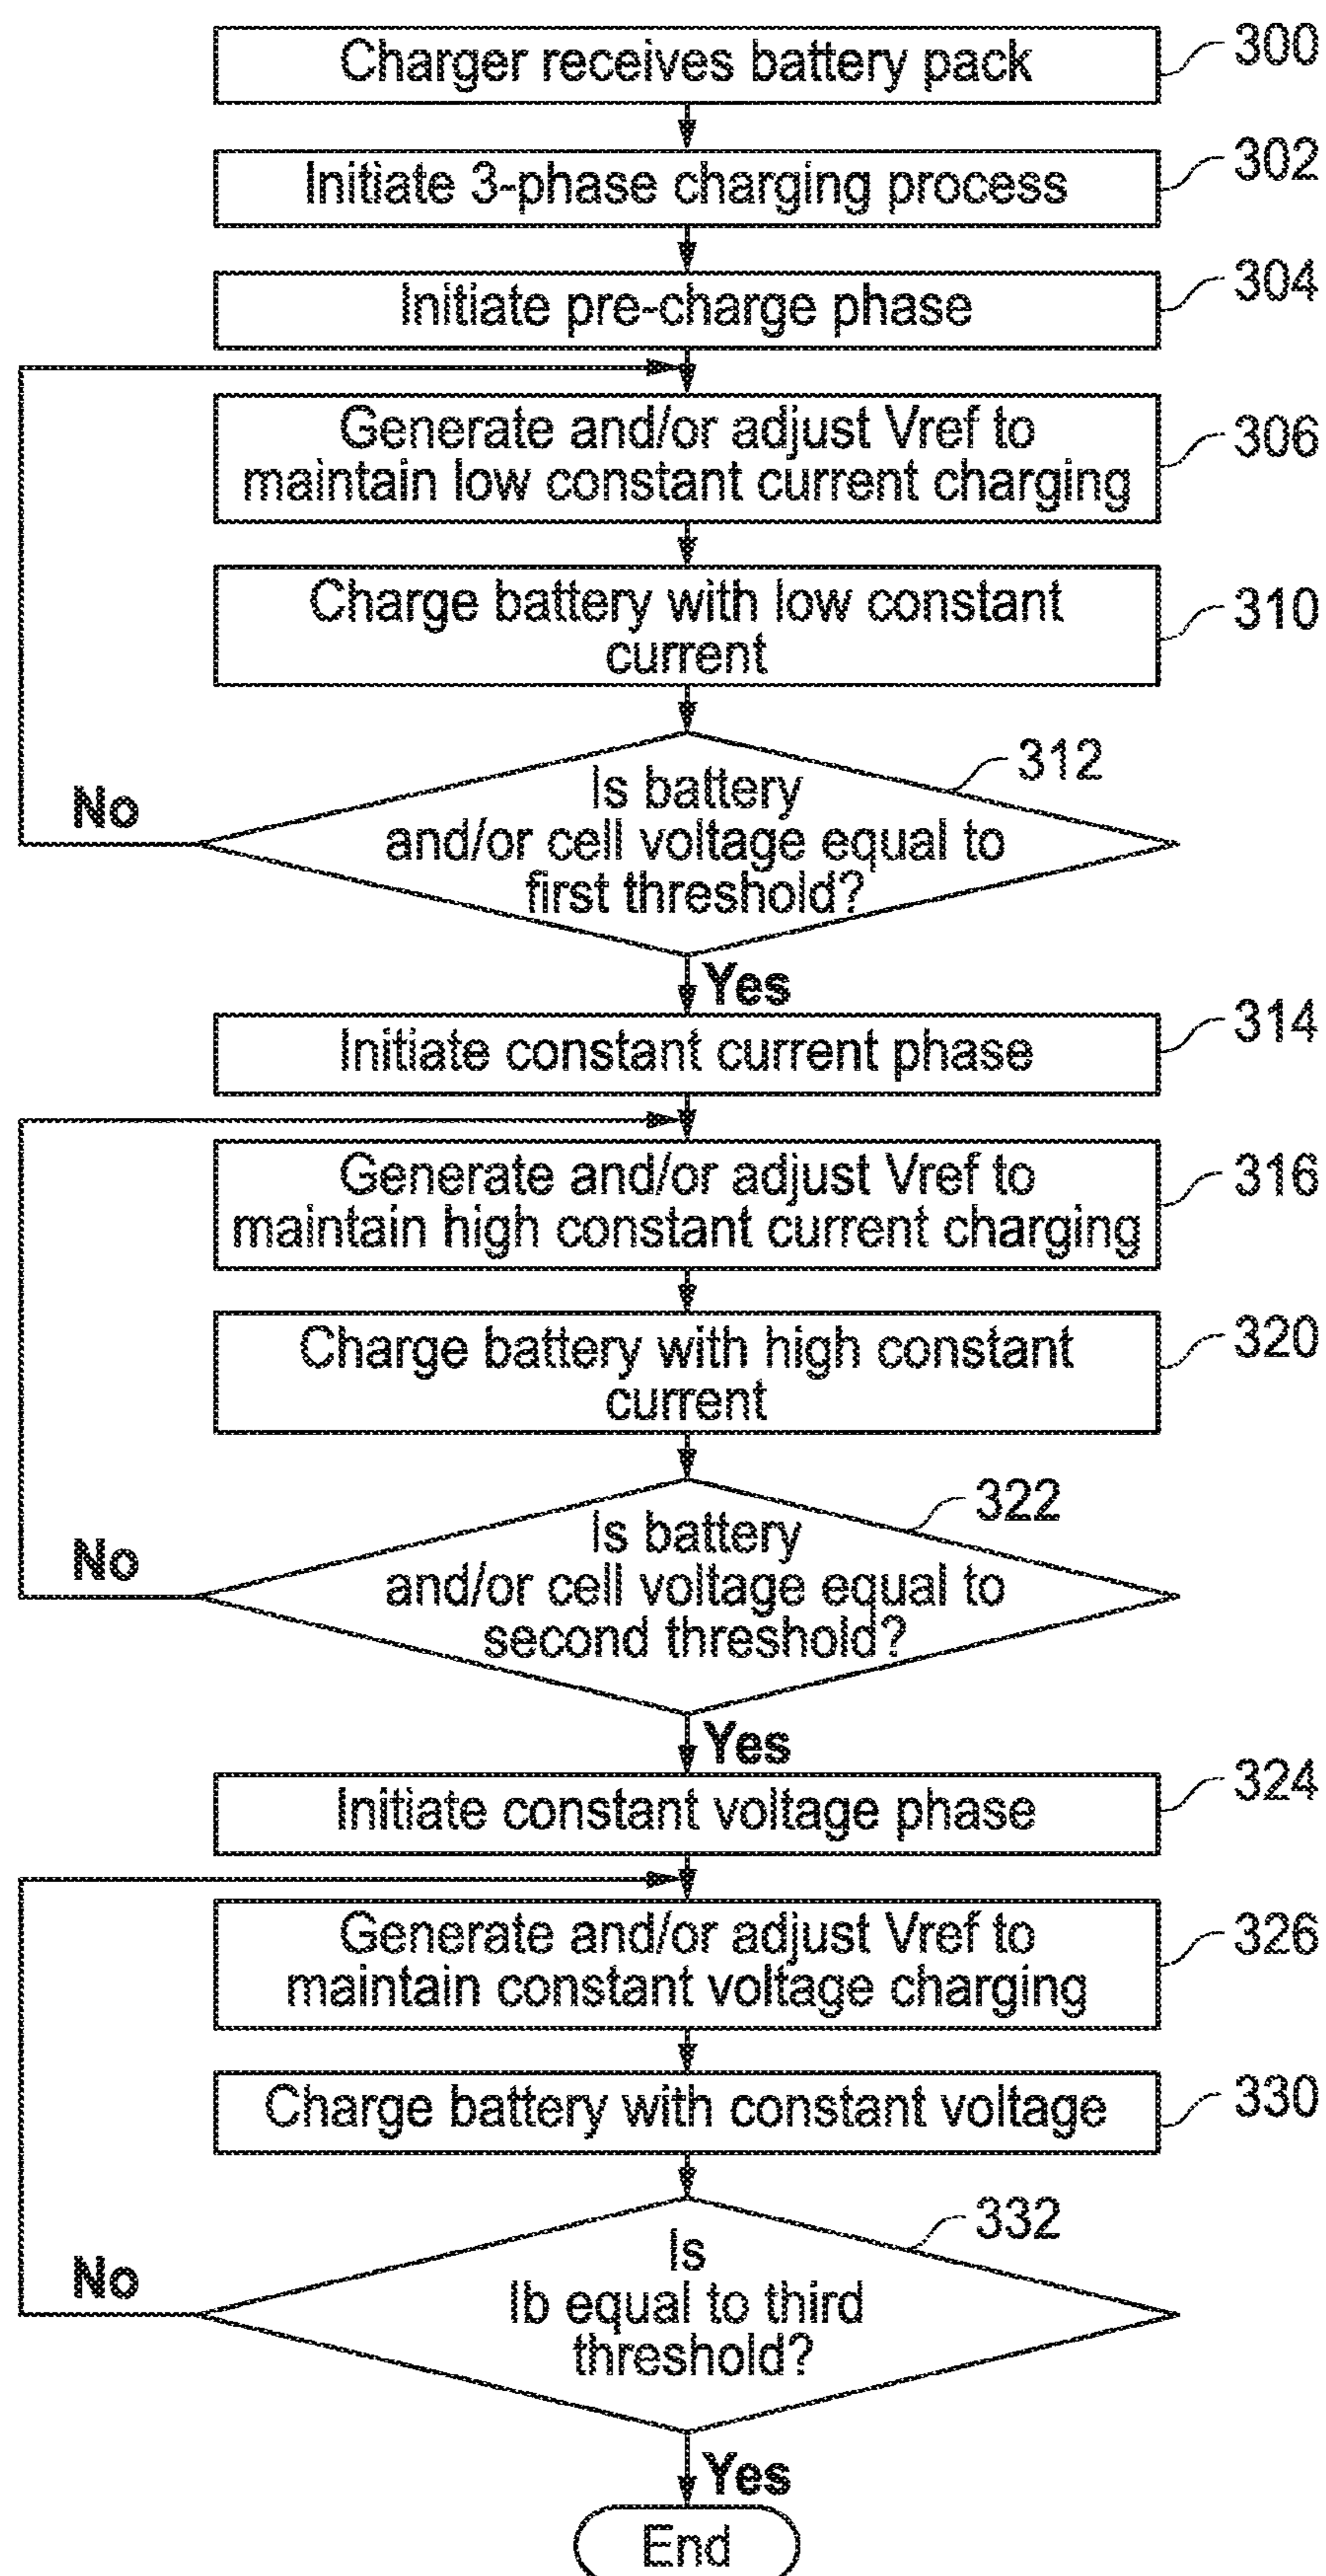 Charger receives battery pack
300
Initiate 3-phase charging process
302
Initiate pre-charge phase
304
Generate and/or adjust Vref to
maintain low constant current charging
306
Charge battery with low constant
current
310
312
Is battery
and/or cell voltage equal to
first threshold?
No
Yes
Initiate constant current phase
314
Generate and/or adjust Vref to
maintain high constant current charging
316
Charge battery with high constant
current
320
322
Is battery
and/or cell voltage equal to
second threshold?
No
Yes
Initiate constant voltage phase
324
Generate and/or adjust Vref to
maintain constant voltage charging
326
Charge battery with constant voltage
330
332
Is
Ib equal to third
threshold?
No
Yes
End